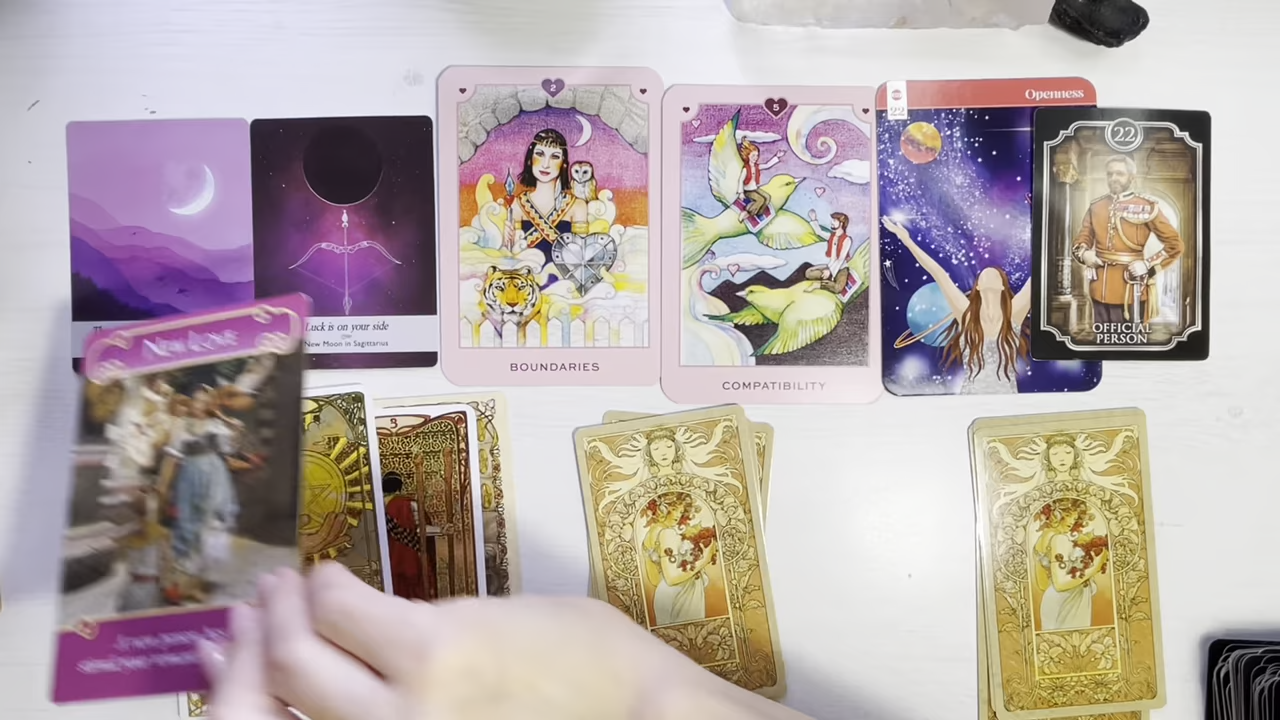 2
5
22
Openness
22
OFFICIAL
PERSON
Luck is on your side
New Moon in Sagittarius
BOUNDARIES
COMPATIBILITY
New Love
3